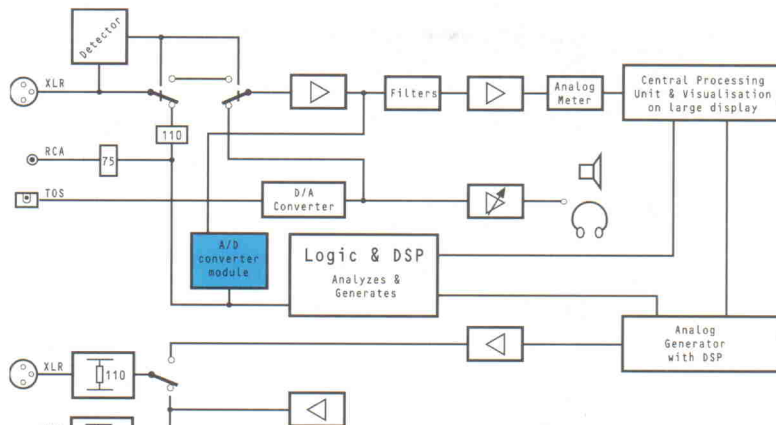 Detector
XLR
110
RCA
75
TOS
Filters
Analog
Meter
Central Processing
Unit & Visualisation
on large display
D/A
Converter
A/D
converter
module
Logic & DSP
Analyzes &
Generates
Analog
Generator
with DSP
XLR
110